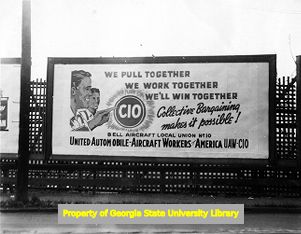 WE PULL TOGETHER
WE WORK TOGETHER
WE'LL WIN TOGETHER
CIO
Collective Bargaining
makes it possible!
BELL AIRCRAFT LOCAL UNION NO 10
UNITED AUTOMOBILE-AIRCRAFT WORKERS OF AMERICA UAW-CIO
Property of Georgia State University Library